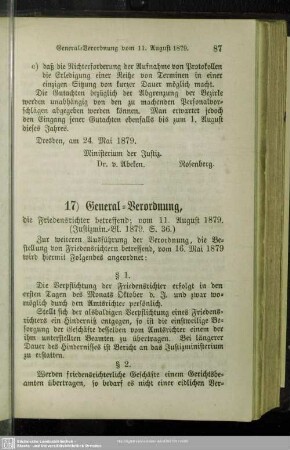 General-Verordnung vom 11. August 1879. 87
c) daß die Richterforderung der Aufnahme von Protokollen
die Erledigung einer Reihe von Terminen in einer
einzigen Sitzung von kurzer Dauer möglich macht.
Die Gutachten bezüglich der Abgrenzung der Bezirke
werden unabhängig von den zu machenden Personalvor-
schlägen abgegeben werden können. Man erwartet jedoch
den Eingang jener Gutachten ebenfalls bis zum 1. August
dieses Jahres.
Dresden, am 24. Mai 1879.
Ministerium der Justiz.
Dr. v. Abeken. Rosenberg.
17) General-Verordnung,
die Friedensrichter betreffend; vom 11. August 1879.
(Justizmin.-Bl. 1879. S. 36.)
Zur weiteren Ausführung der Verordnung, die Be-
stellung von Friedensrichtern betreffend, vom 16. Mai 1879
wird hiermit Folgendes angeordnet:
§ 1.
Die Verpflichtung der Friedensrichter erfolgt in den
ersten Tagen des Monats Oktober d. J. und zwar wo-
möglich durch den Amtsrichter persönlich.
Stellt sich der alsbaldigen Verpflichtung eines Friedens-
richters ein Hindernis entgegen, so ist die einstweilige Be-
sorgung der Geschäfte desselben vom Amtsrichter einem der
ihm unterstellten Beamten zu übertragen. Bei längerer
Dauer des Hindernisses ist Bericht an das Justizministerium
zu erstatten.
§ 2.
Werden friedensrichterliche Geschäfte einem Gerichtsbe-
amten übertragen, so bedarf es nicht einer eidlichen Ver-